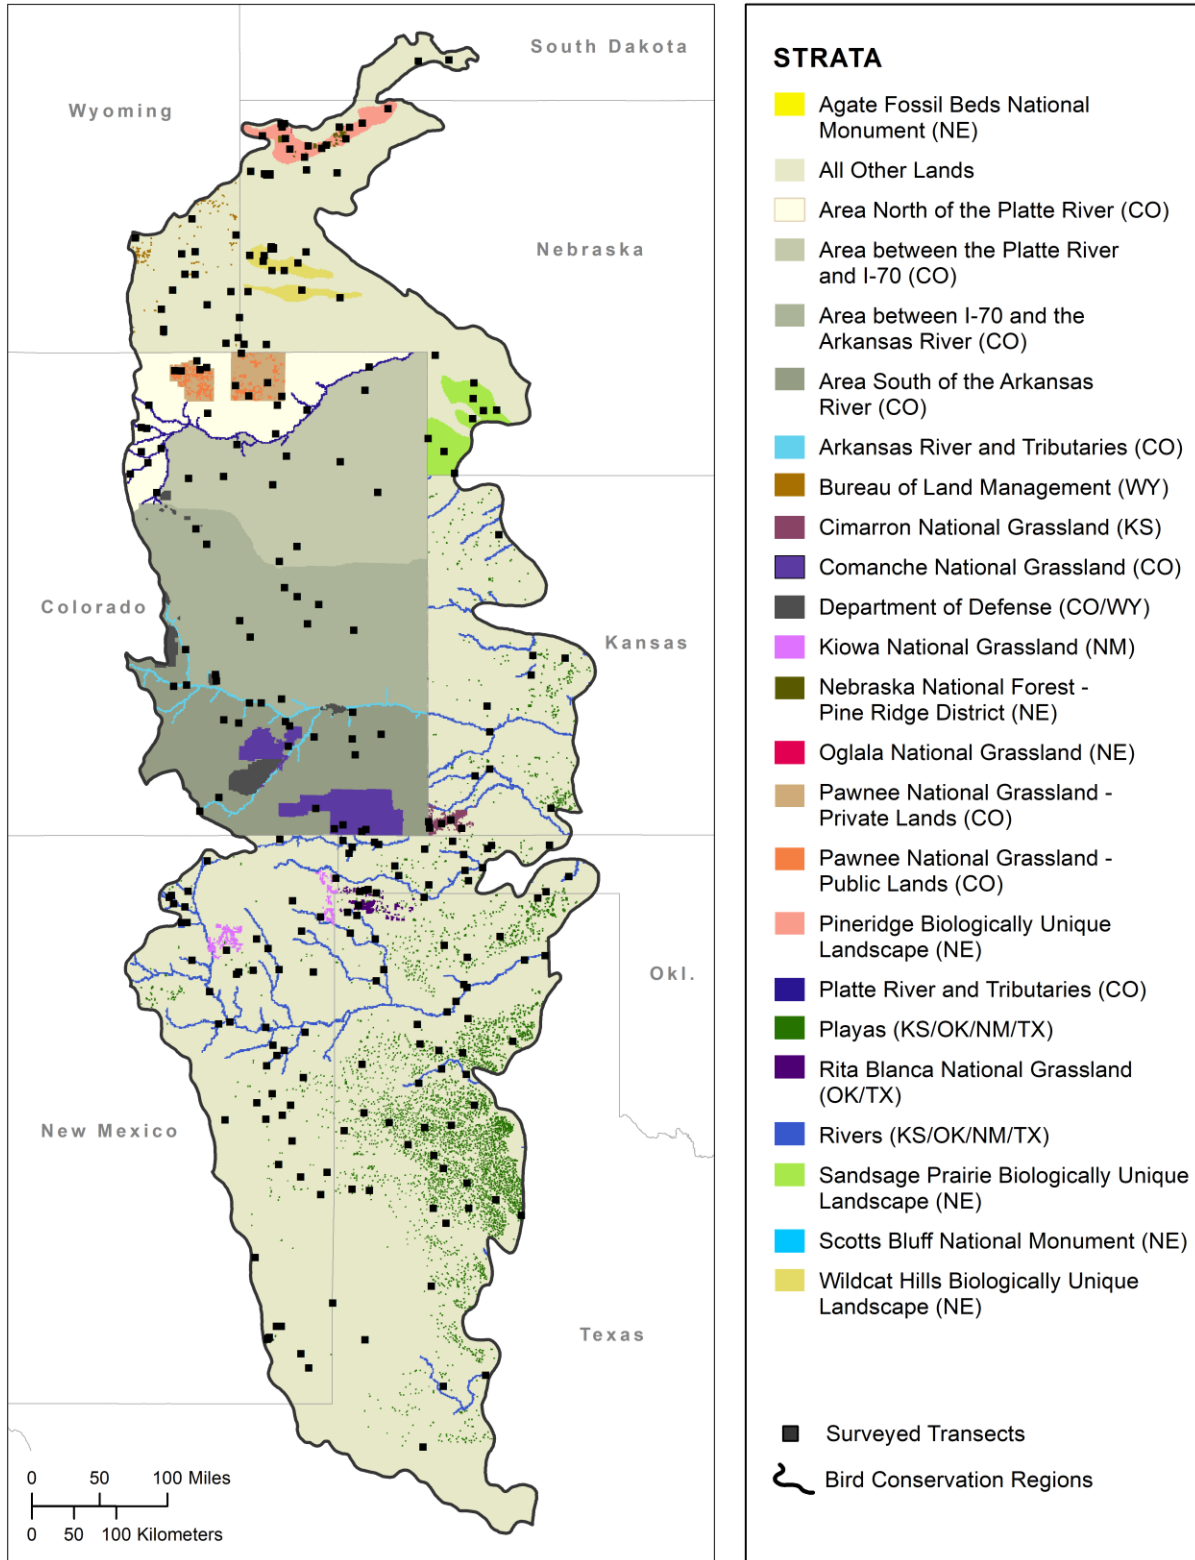 South Dakota
Wyoming
Nebraska
Colorado
Kansas
Okl.
New Mexico
Texas
0 50 100 Miles
0 50 100 Kilometers
STRATA
Agate Fossil Beds National
Monument (NE)
All Other Lands
Area North of the Platte River (CO)
Area between the Platte River
and I-70 (CO)
Area between I-70 and the
Arkansas River (CO)
Area South of the Arkansas
River (CO)
Arkansas River and Tributaries (CO)
Bureau of Land Management (WY)
Cimarron National Grassland (KS)
Comanche National Grassland (CO)
Department of Defense (CO/WY)
Kiowa National Grassland (NM)
Nebraska National Forest -
Pine Ridge District (NE)
Oglala National Grassland (NE)
Pawnee National Grassland -
Private Lands (CO)
Pawnee National Grassland -
Public Lands (CO)
Pineridge Biologically Unique
Landscape (NE)
Platte River and Tributaries (CO)
Playas (KS/OK/NM/TX)
Rita Blanca National Grassland
(OK/TX)
Rivers (KS/OK/NM/TX)
Sandsage Prairie Biologically Unique
Landscape (NE)
Scotts Bluff National Monument (NE)
Wildcat Hills Biologically Unique
Landscape (NE)
Surveyed Transects
Bird Conservation Regions